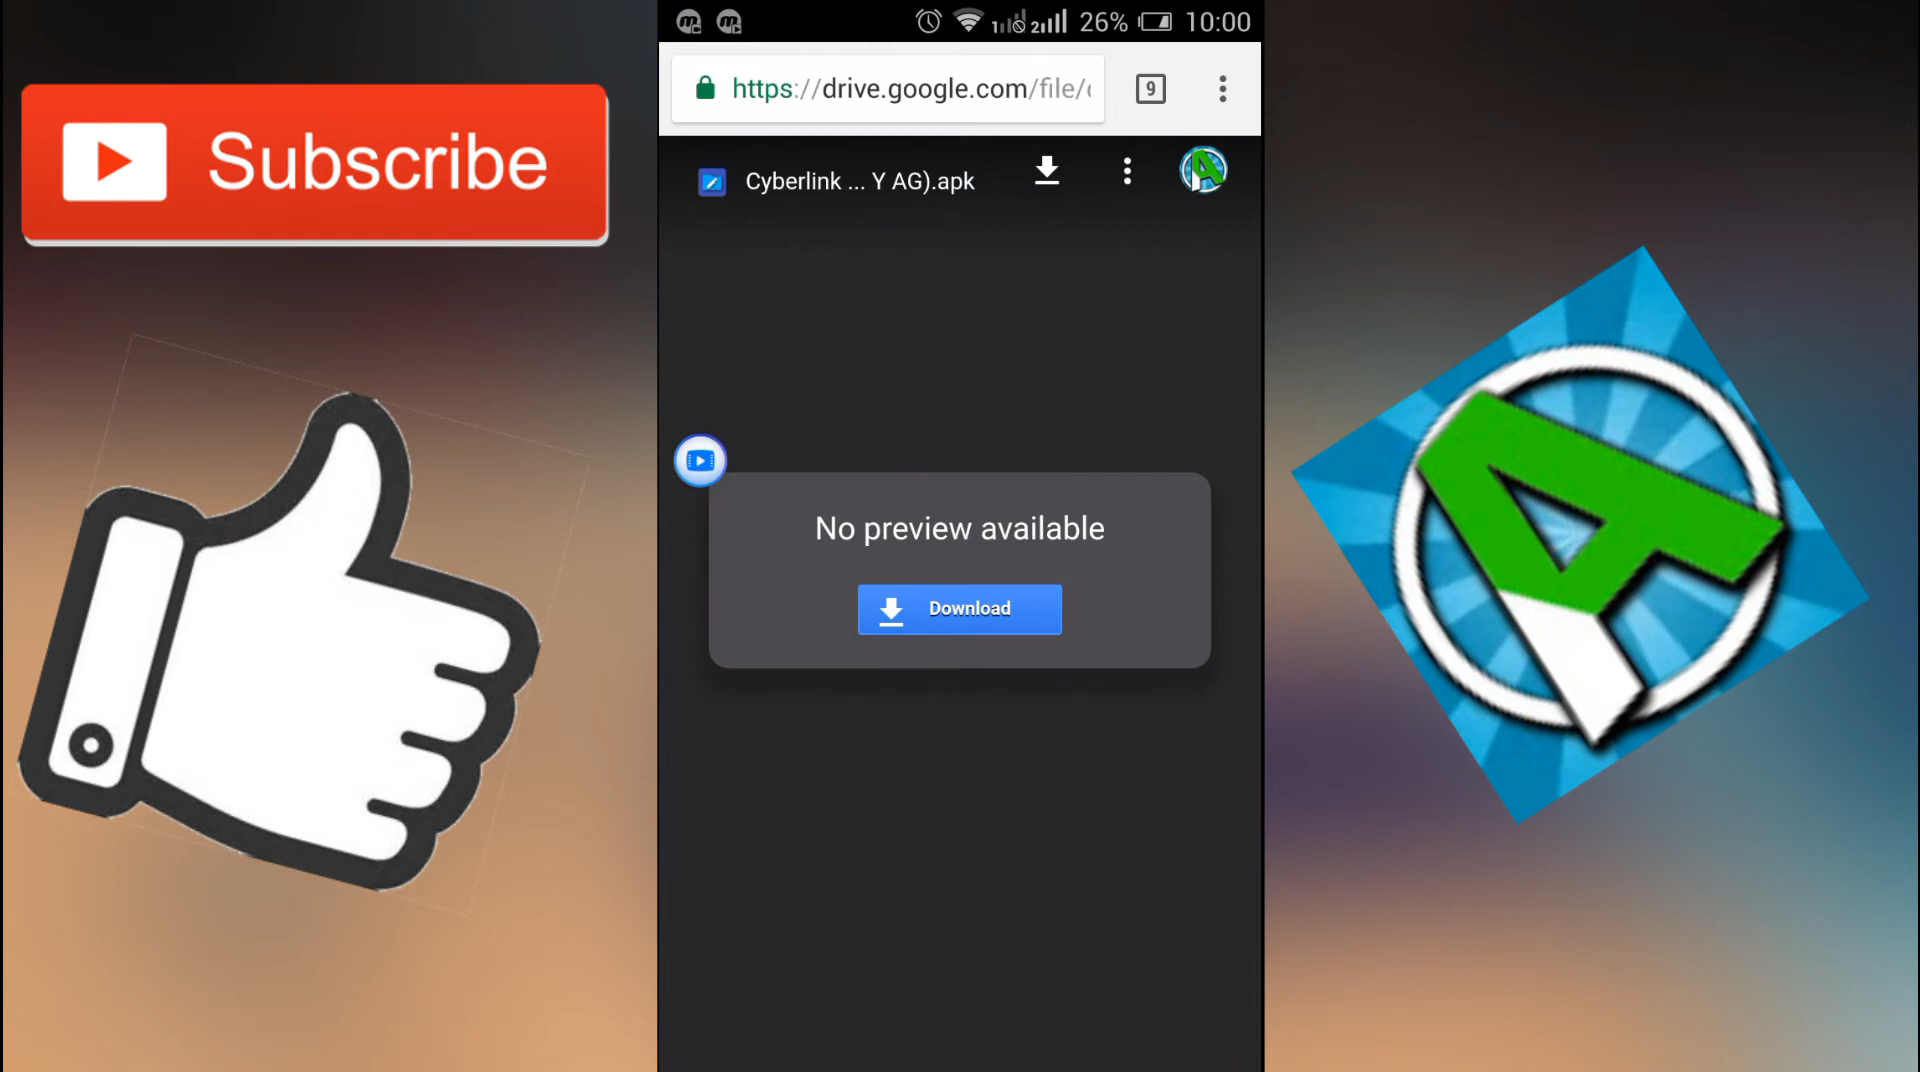 26% 10:00
https://drive.google.com/file/
9
Subscribe
Cyberlink ... Y AG).apk
No preview available
Download